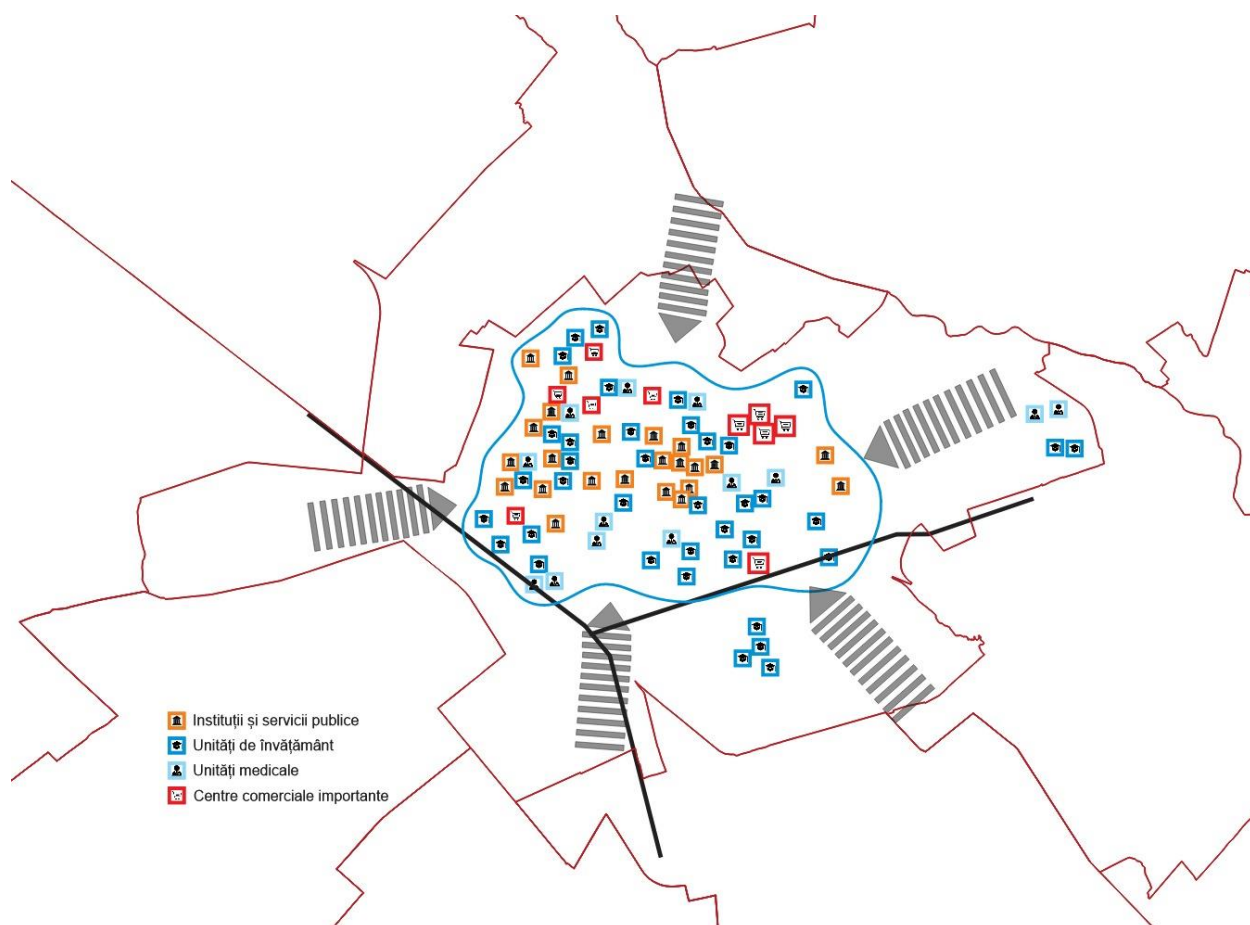 Instituții și servicii publice
Unități de învățământ
Unități medicale
Centre comerciale importante